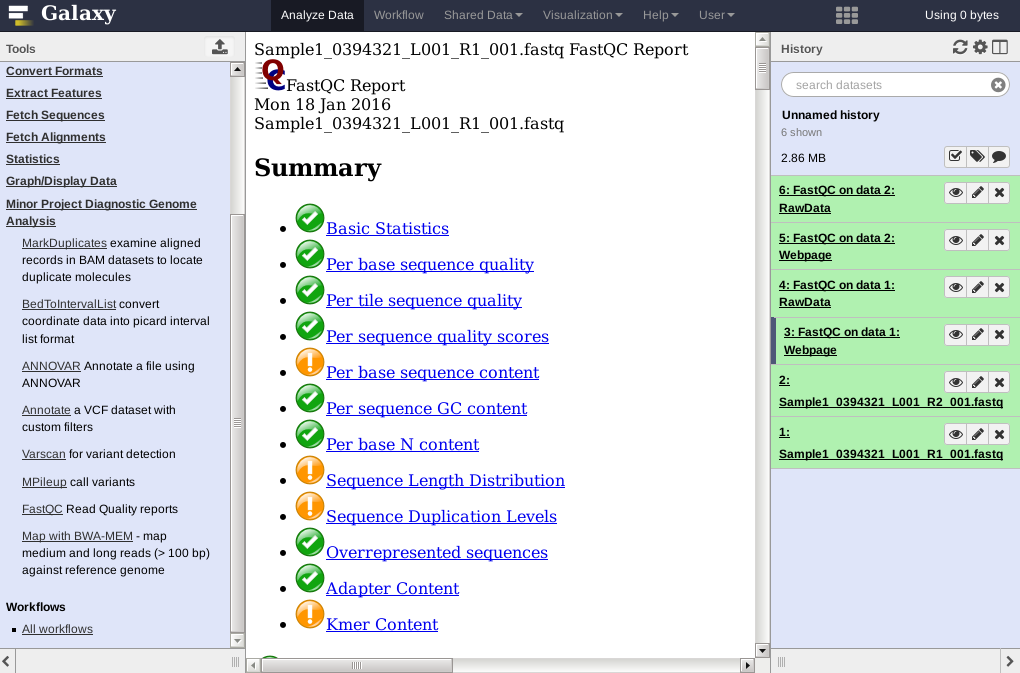 Galaxy
Analyze Data
Workflow
Shared Data
Visualization
Help
User
Using 0 bytes
Tools
Convert Formats
Extract Features
Fetch Sequences
Fetch Alignments
Statistics
Graph/Display Data
Minor Project Diagnostic Genome
Analysis
MarkDuplicates examine aligned
records in BAM datasets to locate
duplicate molecules
BedToIntervalList convert
coordinate data into picard interval
list format
ANNOVAR Annotate a file using
ANNOVAR
Annotate a VCF dataset with
custom filters
Varscan for variant detection
MPileup call variants
FastQC Read Quality reports
Map with BWA-MEM - map
medium and long reads (> 100 bp)
against reference genome
Workflows
All workflows
Sample1_0394321_L001_R1_001.fastq FastQC Report
FastQC Report
Mon 18 Jan 2016
Sample1_0394321_L001_R1_001.fastq
Summary
Basic Statistics
Per base sequence quality
Per tile sequence quality
Per sequence quality scores
Per base sequence content
Per sequence GC content
Per base N content
Sequence Length Distribution
Sequence Duplication Levels
Overrepresented sequences
Adapter Content
Kmer Content
History
search datasets
Unnamed history
6 shown
2.86 MB
6: FastQC on data 2:
RawData
5: FastQC on data 2:
Webpage
4: FastQC on data 1:
RawData
3: FastQC on data 1:
Webpage
2:
Sample1_0394321_L001_R2_001.fastq
1:
Sample1_0394321_L001_R1_001.fastq